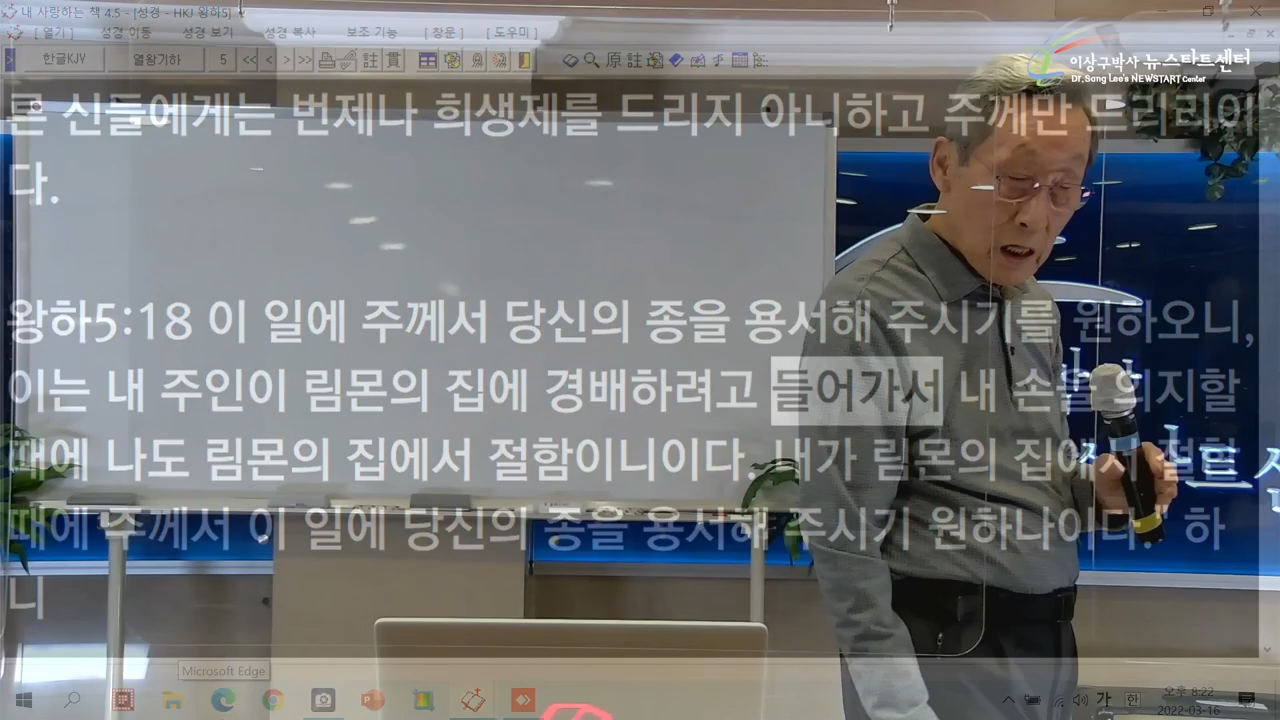 내 사랑하는 책 4.5 - [성경 - HKJ 왕하5]
[ 열기 ] 성경 이동 성경 보기 성경 복사 보조 기능 [ 창문 ] [ 도우미 ]
한글KJV 열왕기하 5 << < > >> 註 貫 原 註
이상구박사 뉴스타트센터
Dr. Sang Lee's NEWSTART Center
른 신들에게는 번제나 희생제를 드리지 아니하고 주께만 드리리이
다.
왕하5:18 이 일에 주께서 당신의 종을 용서해 주시기를 원하오니,
이는 내 주인이 림몬의 집에 경배하려고 들어가서 내 손을 의지할
때에 나도 림몬의 집에서 절함이니이다. 내가 림몬의 집에서 절할
때에 주께서 이 일에 당신의 종을 용서해 주시기 원하나이다." 하
니
Microsoft Edge
가 한 오후 8:22
2022-03-16